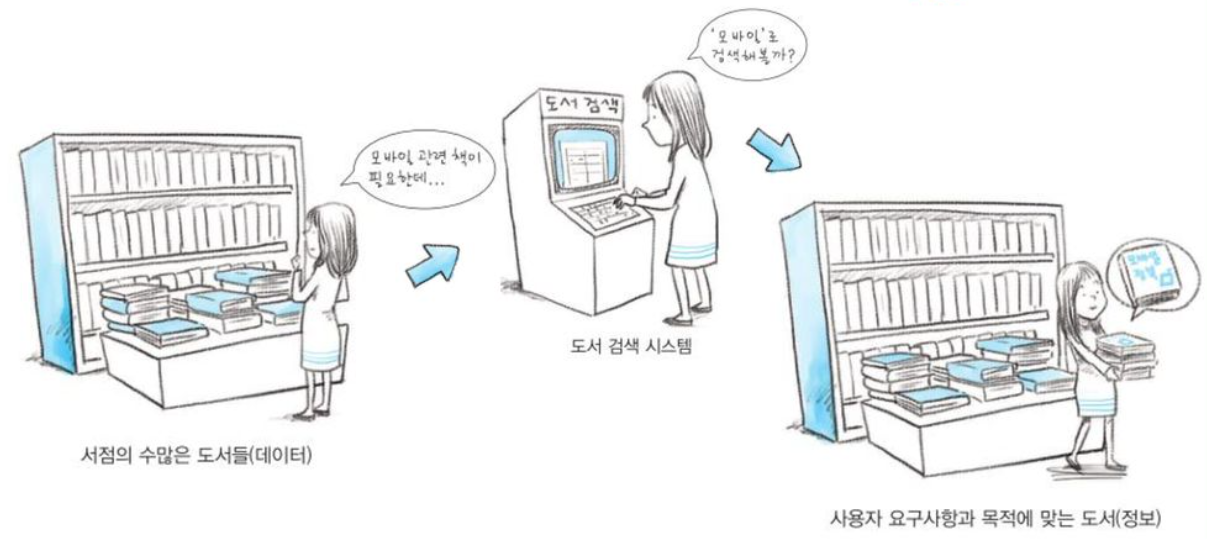 모바일 관련 책이
필요한데...
서점의 수많은 도서들(데이터)
'모바일'로
검색해볼까?
도서 검색
도서 검색 시스템
모바일
사용자 요구사항과 목적에 맞는 도서(정보)